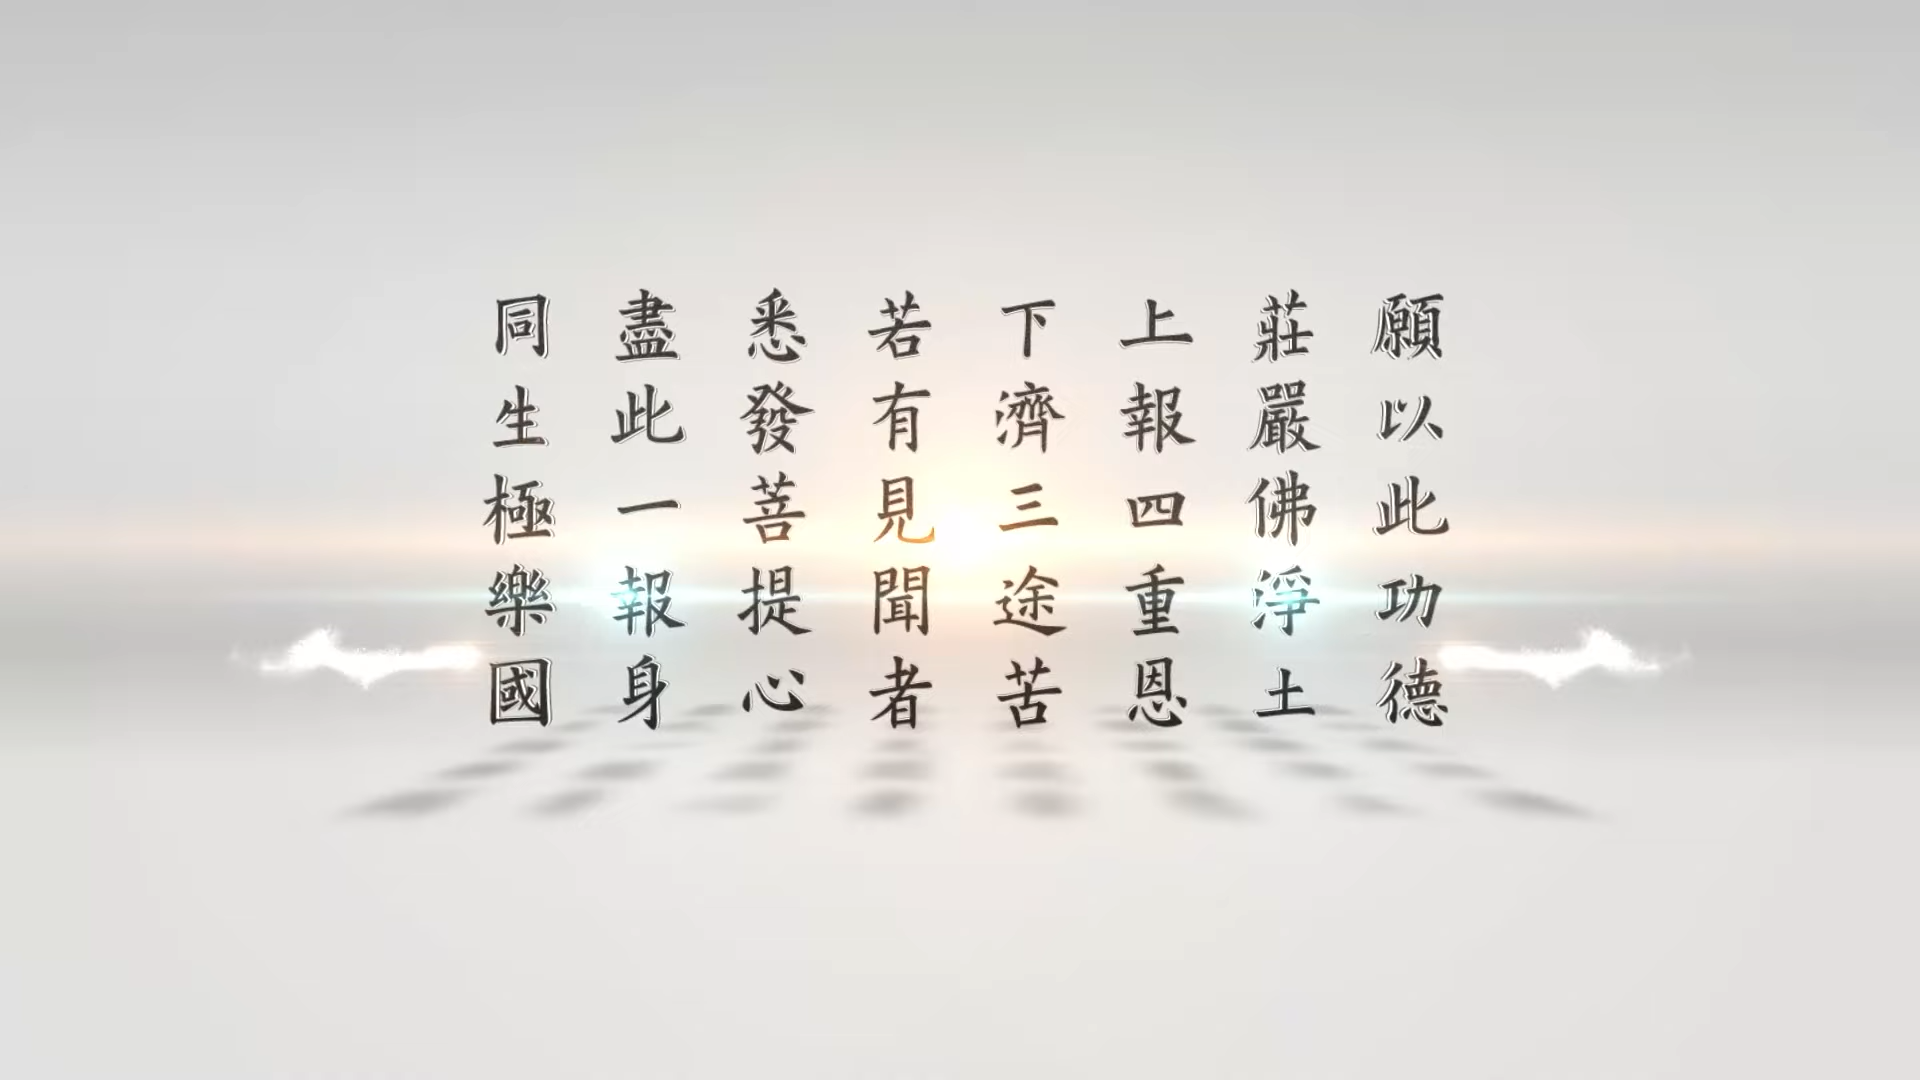 願以此功德
莊嚴佛淨土
上報四重恩
下濟三途苦
若有見聞者
悉發菩提心
盡此一報身
同生極樂國